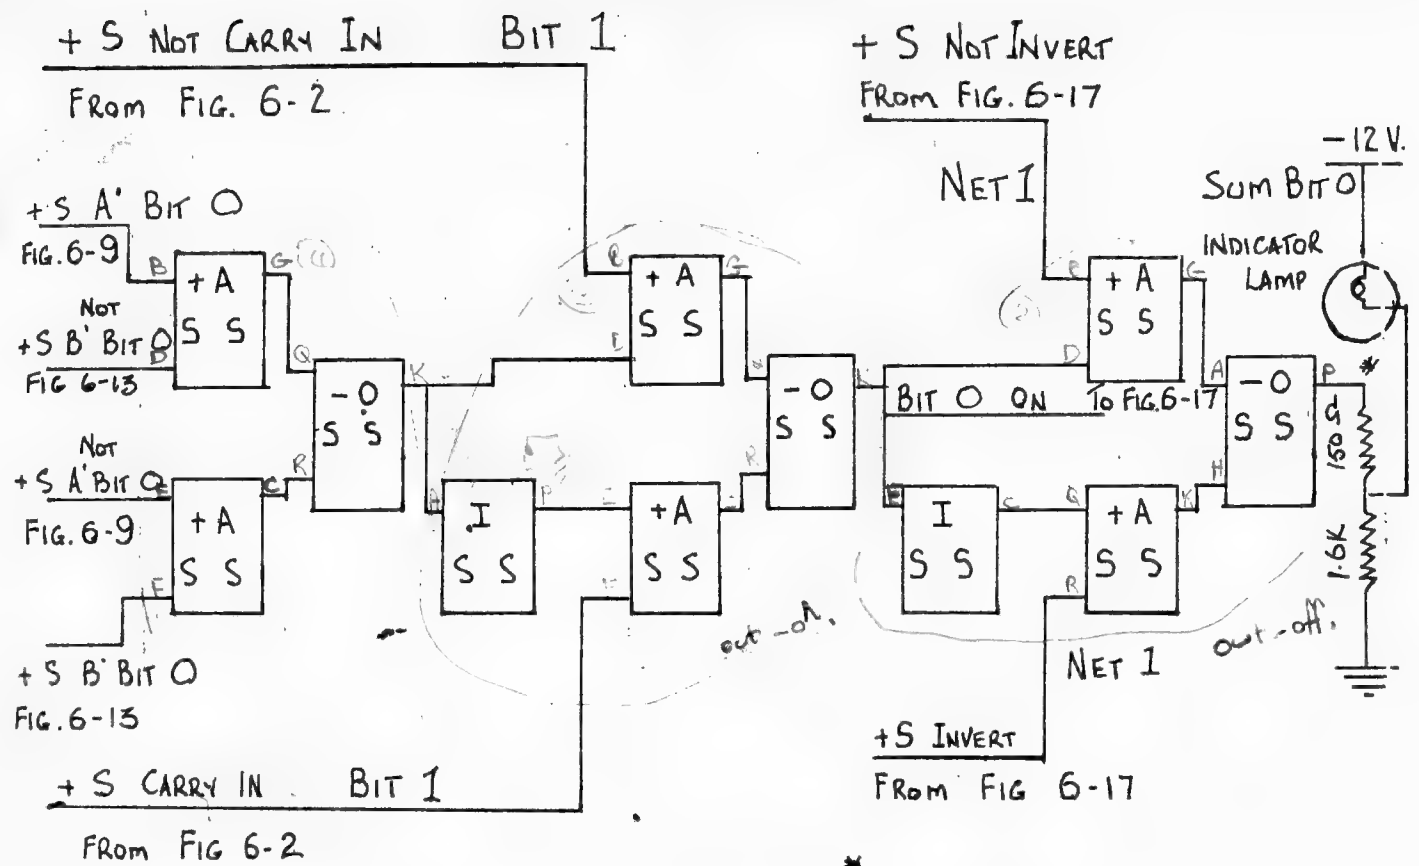 + S NOT CARRY IN BIT 1
FROM FIG. 6-2
+ S NOT INVERT
FROM FIG. 6-17
NET 1
-12 V.
SUM BIT 0
INDICATOR
LAMP
+S A' BIT 0
FIG. 6-9
B
+A
S S
G
NOT
+S B' BIT 0
D
FIG 6-13
NOT
+S A' BIT 0
E
FIG. 6-9
+A
S S
C
F
+S B' BIT 0
FIG. 6-13
Q
R
-O
S S
K
I
S S
P
+A
S S
G
+A
S S
-O
S S
R
BIT 0 ON TO FIG. 6-17
+A
S S
G
D
E
I
S S
C
Q
+A
S S
K
R
A
-O
S S
P
H
*
150 Ω
1.6K
out-on.
out-off.
NET 1
+S INVERT
FROM FIG 6-17
+ S CARRY IN BIT 1
FROM FIG 6-2
*